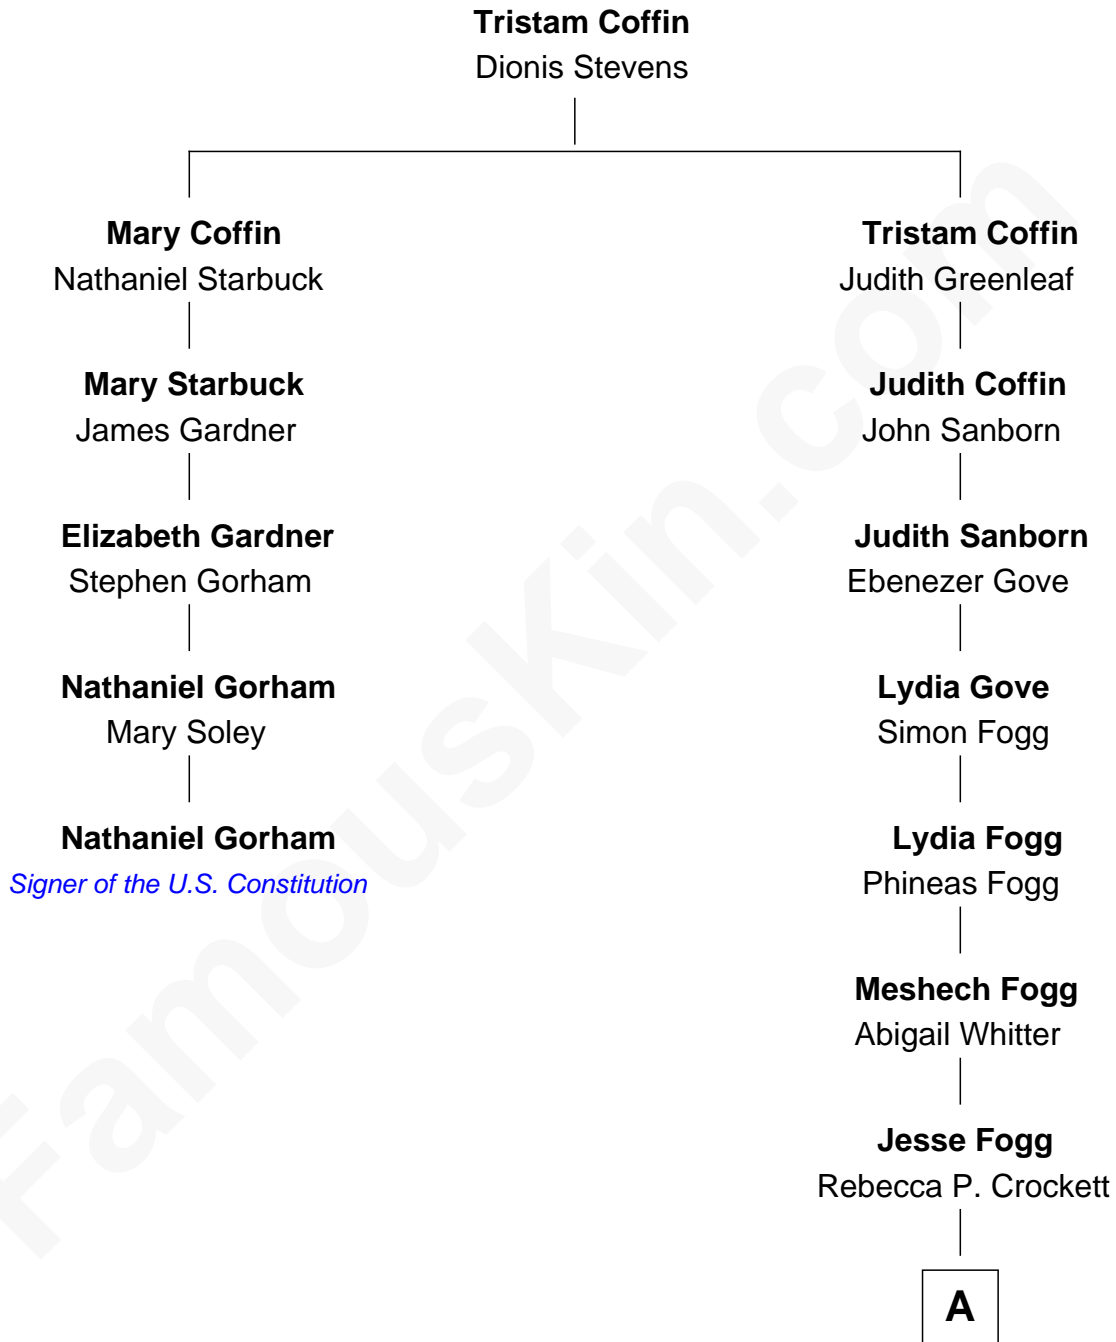 Tristam Coffin
Dionis Stevens
Mary Coffin
Nathaniel Starbuck
Tristam Coffin
Judith Greenleaf
Mary Starbuck
James Gardner
Judith Coffin
John Sanborn
Elizabeth Gardner
Stephen Gorham
Judith Sanborn
Ebenezer Gove
Nathaniel Gorham
Mary Soley
Lydia Gove
Simon Fogg
Nathaniel Gorham
Signer of the U.S. Constitution
Lydia Fogg
Phineas Fogg
Meshech Fogg
Abigail Whitter
Jesse Fogg
Rebecca P. Crockett
A
FamousKin.com